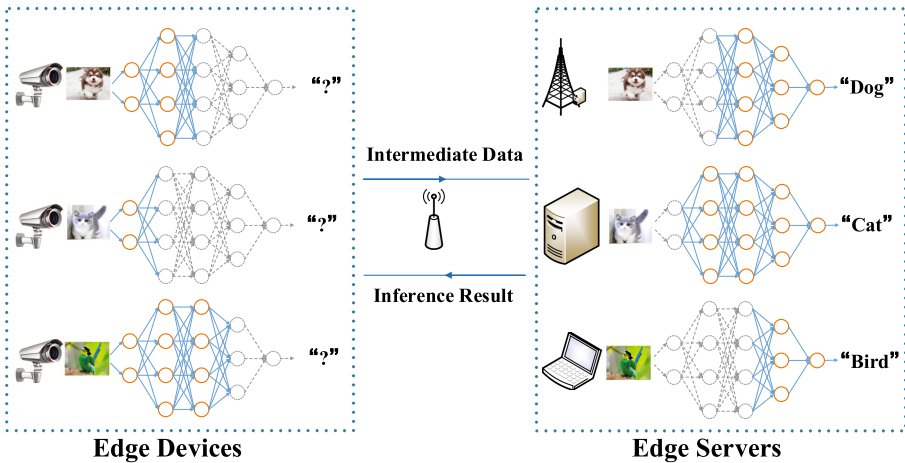 “?”
“Dog”
Intermediate Data
“?”
“Cat”
Inference Result
“?”
“Bird”
Edge Devices
Edge Servers